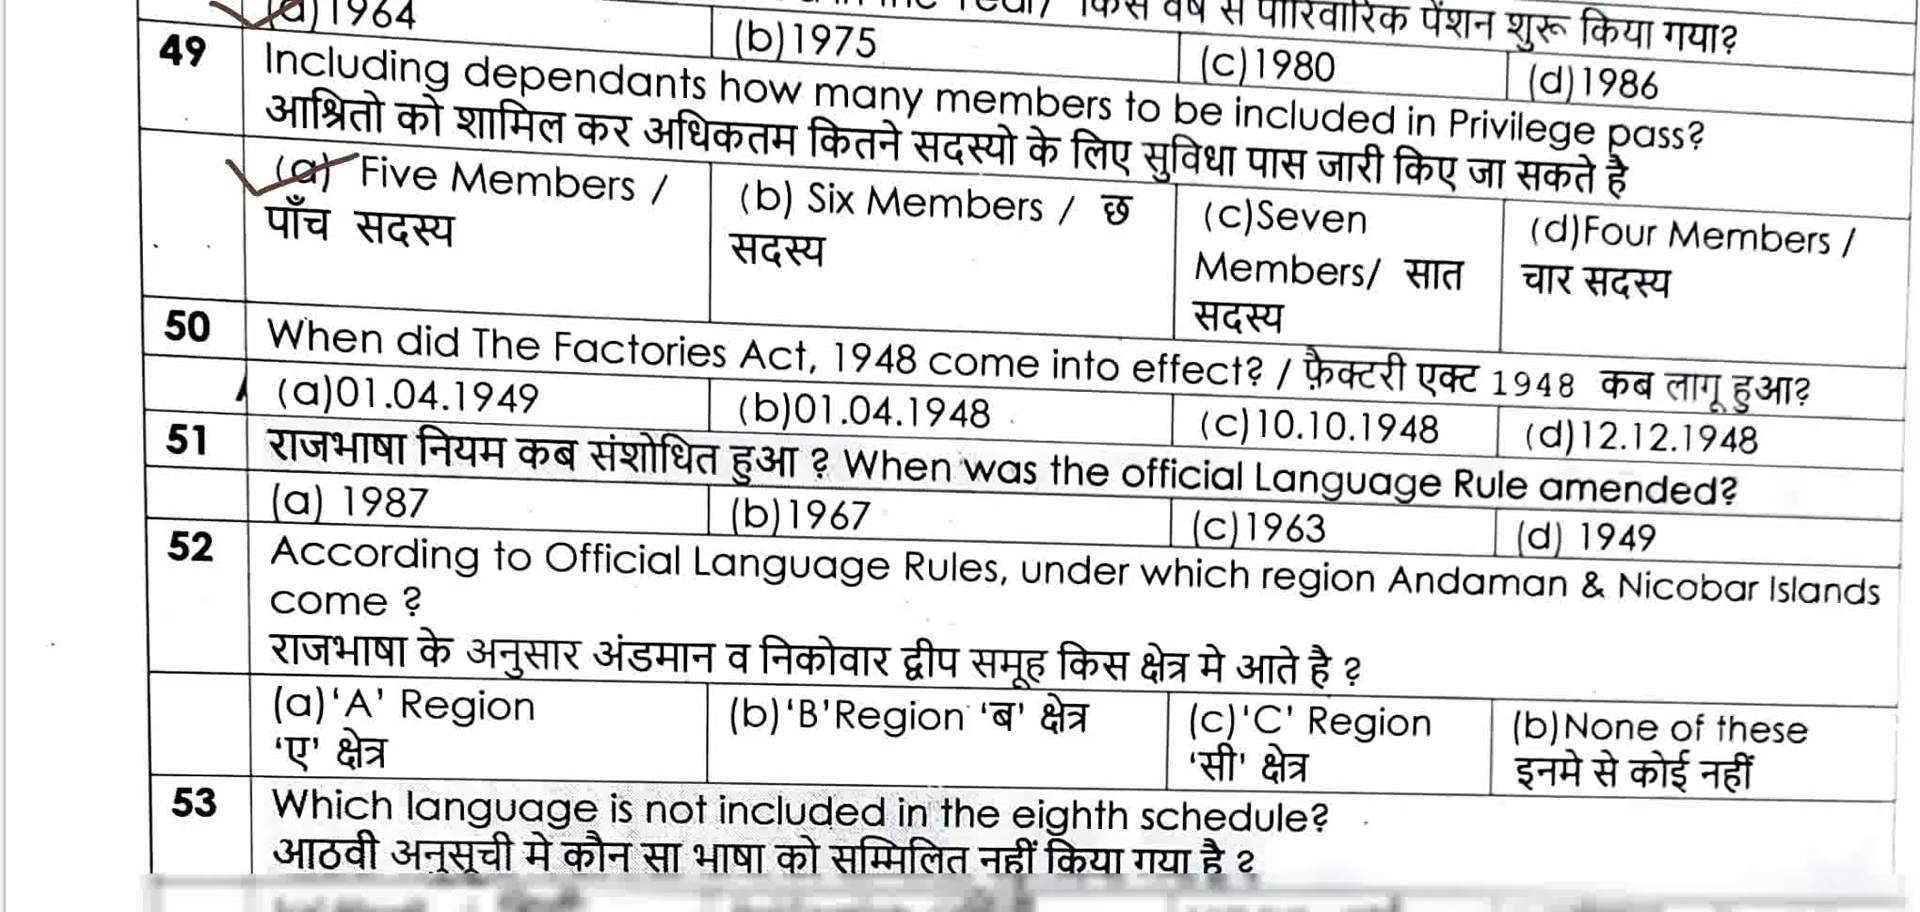 (a)1964
किस वर्ष से पारिवारिक पेंशन शुरू किया गया?
(b)1975
(c)1980
(d)1986
49
Including dependants how many members to be included in Privilege pass?
आश्रितो को शामिल कर अधिकतम कितने सदस्यो के लिए सुविधा पास जारी किए जा सकते है
(a) Five Members /
पाँच सदस्य
(b) Six Members / छ
सदस्य
(c)Seven
Members/ सात
सदस्य
(d)Four Members /
चार सदस्य
50
When did The Factories Act, 1948 come into effect? / फ़ैक्टरी एक्ट 1948 कब लागू हुआ?
(a)01.04.1949
(b)01.04.1948
(c)10.10.1948
(d)12.12.1948
51
राजभाषा नियम कब संशोधित हुआ ? When was the official Language Rule amended?
(a) 1987
(b)1967
(c)1963
(d) 1949
52
According to Official Language Rules, under which region Andaman & Nicobar Islands
come ?
राजभाषा के अनुसार अंडमान व निकोवार द्वीप समूह किस क्षेत्र मे आते है ?
(a)‘A’ Region
‘ए’ क्षेत्र
(b)‘B’Region ‘ब’ क्षेत्र
(c)‘C’ Region
‘सी’ क्षेत्र
(b)None of these
इनमे से कोई नहीं
53
Which language is not included in the eighth schedule?
आठवी अनुसूची मे कौन सा भाषा को सम्मिलित नहीं किया गया है ?